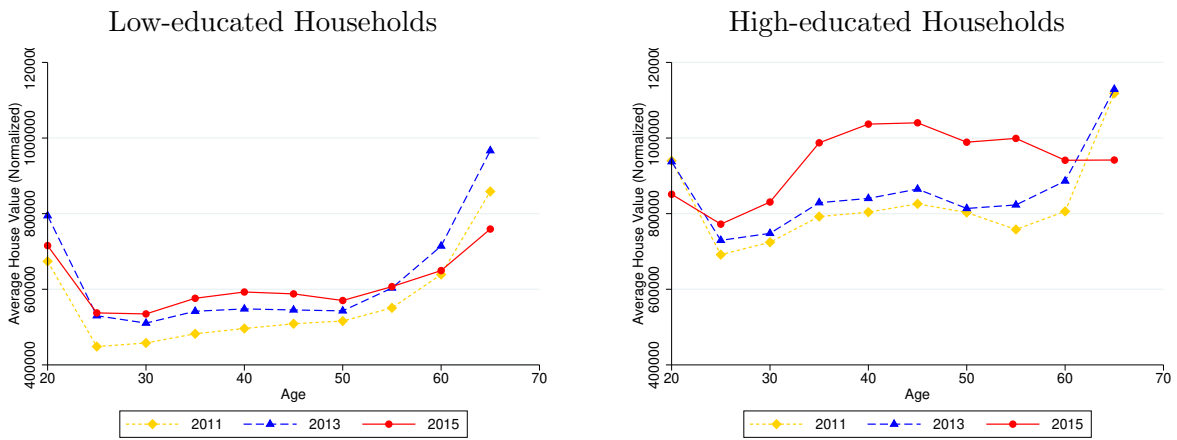 Low-educated Households
Average House Value (Normalized)
400000 600000 800000 1000000
20 30 40 50 60 70
Age
2011 2013 2015
High-educated Households
Average House Value (Normalized)
400000 600000 800000 1000000
20 30 40 50 60 70
Age
2011 2013 2015